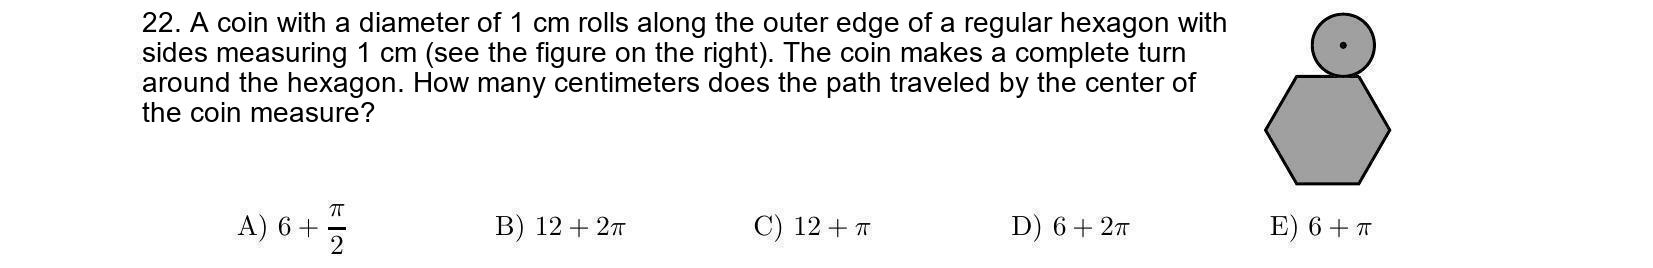 22. A coin with a diameter of 1 cm rolls along the outer edge of a regular hexagon with
sides measuring 1 cm (see the figure on the right). The coin makes a complete turn
around the hexagon. How many centimeters does the path traveled by the center of
the coin measure?
A) 6 + π/2 B) 12 + 2π C) 12 + π D) 6 + 2π E) 6 + π